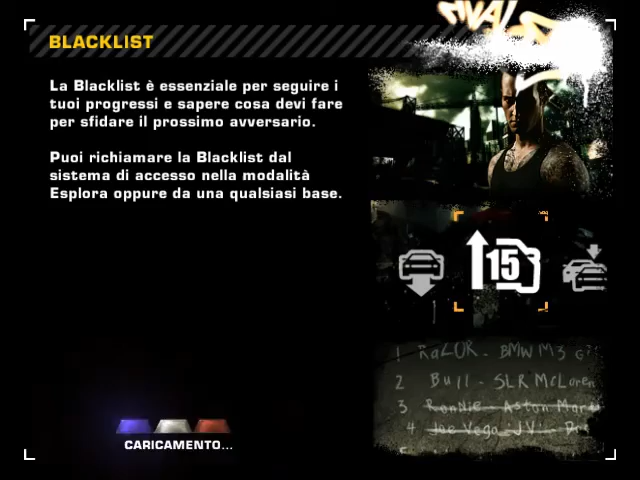 BLACKLIST
La Blacklist è essenziale per seguire i
tuoi progressi e sapere cosa devi fare
per sfidare il prossimo avversario.
Puoi richiamare la Blacklist dal
sistema di accesso nella modalità
Esplora oppure da una qualsiasi base.
15
1 RaZOR - BMW M3 G
2 Bull - SLR McLaren
3 Ronnie - Aston Mar
4 Joe Vega JV
CARICAMENTO...